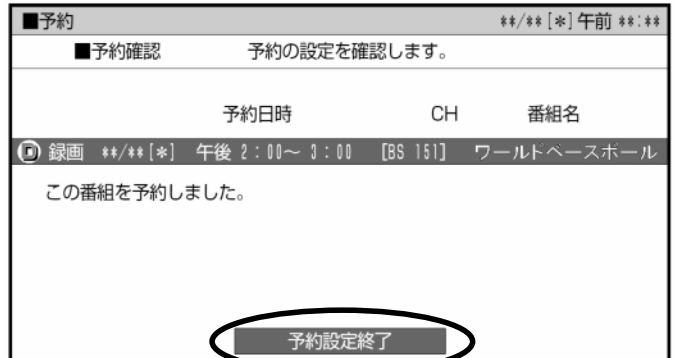 ■予約 **/**[*]午前 **:**
■予約確認 予約の設定を確認します。
予約日時 CH 番組名
D 録画 **/**[*] 午後 2:00～ 3:00 [BS 151] ワールドベースボール
この番組を予約しました。
予約設定終了